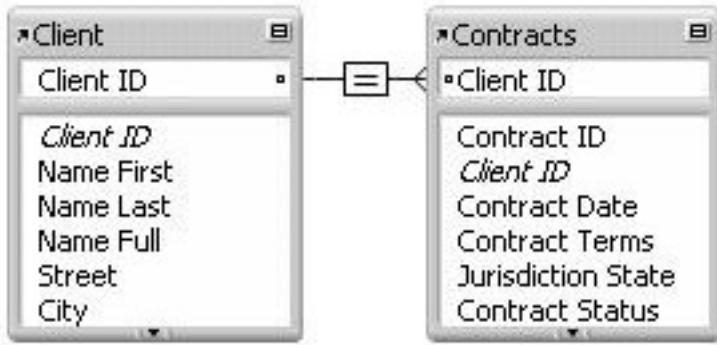 Client
Client ID
Client ID
Name First
Name Last
Name Full
Street
City
=
Contracts
Client ID
Contract ID
Client ID
Contract Date
Contract Terms
Jurisdiction State
Contract Status